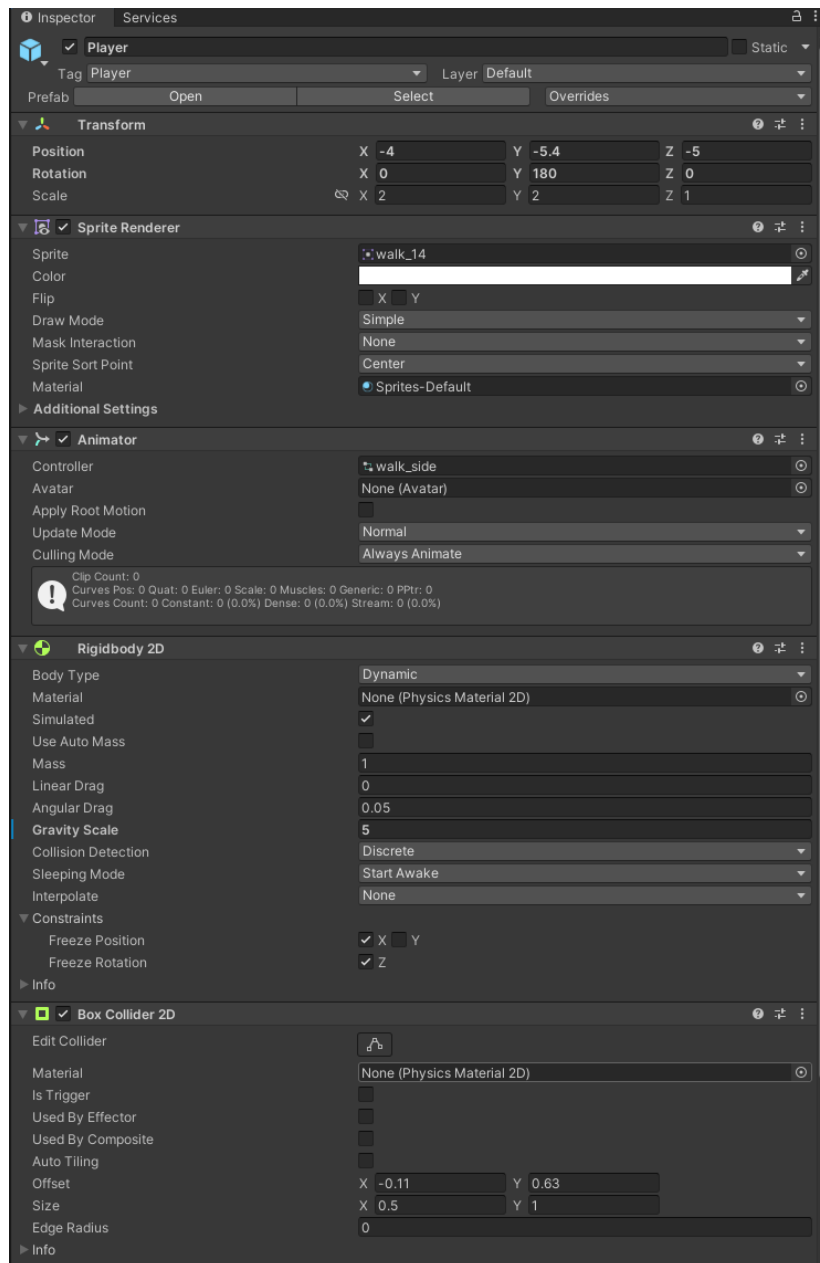 Inspector Services
Player Static
Tag Player Layer Default
Prefab Open Select Overrides
Transform
Position X -4 Y -5.4 Z -5
Rotation X 0 Y 180 Z 0
Scale X 2 Y 2 Z 1
Sprite Renderer
Sprite walk_14
Color
Flip X Y
Draw Mode Simple
Mask Interaction None
Sprite Sort Point Center
Material Sprites-Default
Additional Settings
Animator
Controller walk_side
Avatar None (Avatar)
Apply Root Motion
Update Mode Normal
Culling Mode Always Animate
Clip Count: 0
Curves Pos: 0 Quat: 0 Euler: 0 Scale: 0 Muscles: 0 Generic: 0 PPtr: 0
Curves Count: 0 Constant: 0 (0.0%) Dense: 0 (0.0%) Stream: 0 (0.0%)
Rigidbody 2D
Body Type Dynamic
Material None (Physics Material 2D)
Simulated
Use Auto Mass
Mass 1
Linear Drag 0
Angular Drag 0.05
Gravity Scale 5
Collision Detection Discrete
Sleeping Mode Start Awake
Interpolate None
Constraints
Freeze Position X Y
Freeze Rotation Z
Info
Box Collider 2D
Edit Collider
Material None (Physics Material 2D)
Is Trigger
Used By Effector
Used By Composite
Auto Tiling
Offset X -0.11 Y 0.63
Size X 0.5 Y 1
Edge Radius 0
Info